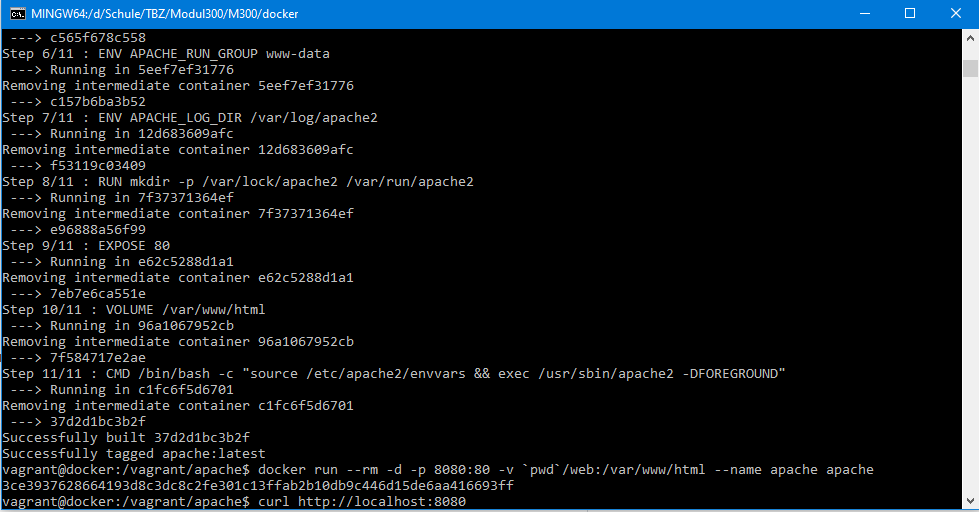 MINGW64:/d/Schule/TBZ/Modul300/M300/docker
---> c565f678c558
Step 6/11 : ENV APACHE_RUN_GROUP www-data
---> Running in 5eef7ef31776
Removing intermediate container 5eef7ef31776
---> c157b6ba3b52
Step 7/11 : ENV APACHE_LOG_DIR /var/log/apache2
---> Running in 12d683609afc
Removing intermediate container 12d683609afc
---> f53119c03409
Step 8/11 : RUN mkdir -p /var/lock/apache2 /var/run/apache2
---> Running in 7f37371364ef
Removing intermediate container 7f37371364ef
---> e96888a56f99
Step 9/11 : EXPOSE 80
---> Running in e62c5288d1a1
Removing intermediate container e62c5288d1a1
---> 7eb7e6ca551e
Step 10/11 : VOLUME /var/www/html
---> Running in 96a1067952cb
Removing intermediate container 96a1067952cb
---> 7f584717e2ae
Step 11/11 : CMD /bin/bash -c "source /etc/apache2/envvars && exec /usr/sbin/apache2 -DFOREGROUND"
---> Running in c1fc6f5d6701
Removing intermediate container c1fc6f5d6701
---> 37d2d1bc3b2f
Successfully built 37d2d1bc3b2f
Successfully tagged apache:latest
vagrant@docker:/vagrant/apache$ docker run --rm -d -p 8080:80 -v `pwd`/web:/var/www/html --name apache apache
3ce3937628664193d8c3dc8c2fe301c13ffab2b10db9c446d15de6aa416693ff
vagrant@docker:/vagrant/apache$ curl http://localhost:8080